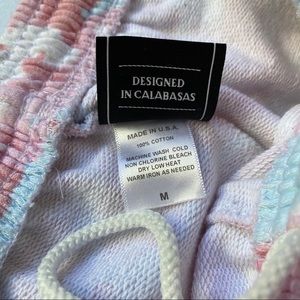 DESIGNED
IN CALABASAS
MADE IN U.S.A.
100% COTTON
MACHINE WASH COLD
NON CHLORINE BLEACH
DRY LOW HEAT
WARM IRON AS NEEDED
M